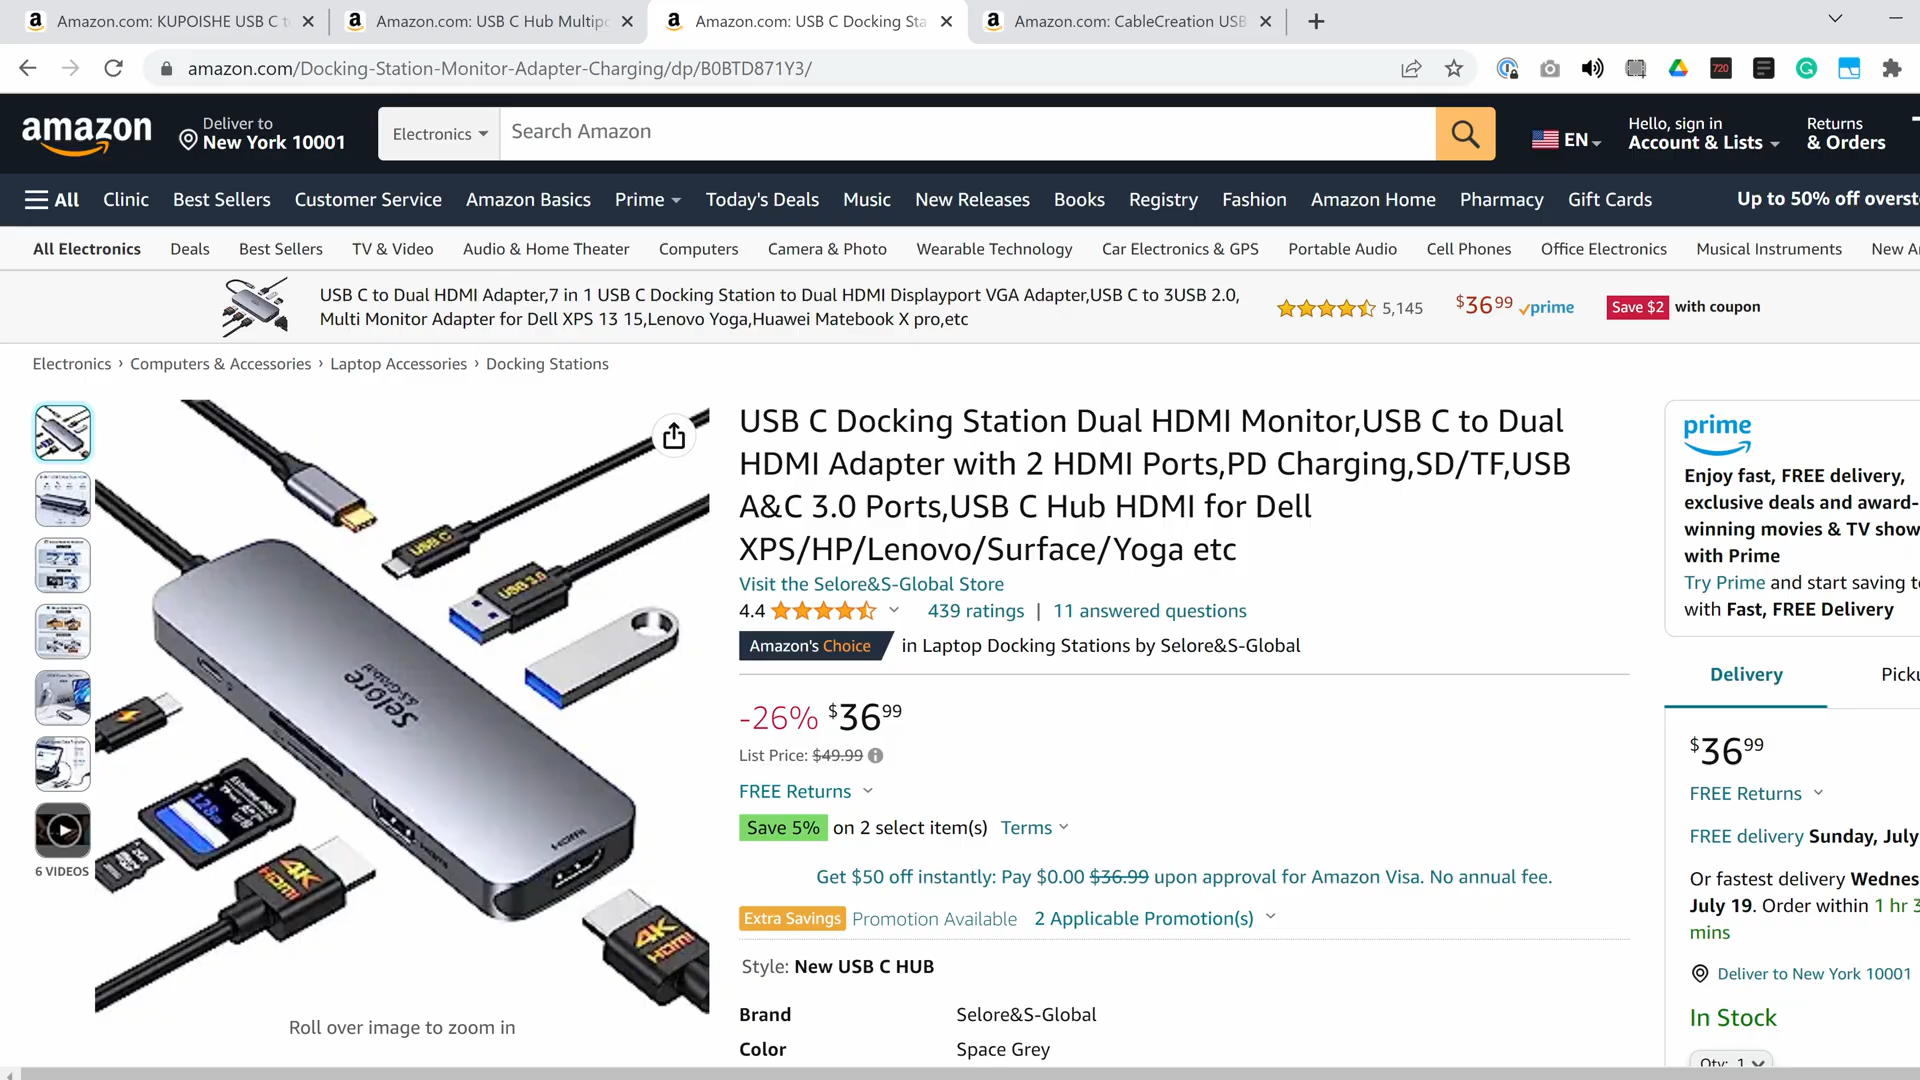 Amazon.com: KUPOISHE USB C t
Amazon.com: USB C Hub Multipo
Amazon.com: USB C Docking Sta
Amazon.com: CableCreation USB
amazon.com/Docking-Station-Monitor-Adapter-Charging/dp/B0BTD871Y3/
720
amazon
Deliver to
New York 10001
Electronics
Search Amazon
EN
Hello, sign in
Account & Lists
Returns
& Orders
All Clinic Best Sellers Customer Service Amazon Basics Prime Today's Deals Music New Releases Books Registry Fashion Amazon Home Pharmacy Gift Cards Up to 50% off overst
All Electronics Deals Best Sellers TV & Video Audio & Home Theater Computers Camera & Photo Wearable Technology Car Electronics & GPS Portable Audio Cell Phones Office Electronics Musical Instruments New A
USB C to Dual HDMI Adapter,7 in 1 USB C Docking Station to Dual HDMI Displayport VGA Adapter,USB C to 3USB 2.0,
Multi Monitor Adapter for Dell XPS 13 15,Lenovo Yoga,Huawei Matebook X pro,etc
5,145
$36 99 prime
Save $2 with coupon
Electronics › Computers & Accessories › Laptop Accessories › Docking Stations
6 VIDEOS
USB C
USB 3.0
Selore
&S-Global
128GB
HDMI
HDMI
4K
HDMI
4K
HDMI
Roll over image to zoom in
USB C Docking Station Dual HDMI Monitor,USB C to Dual
HDMI Adapter with 2 HDMI Ports,PD Charging,SD/TF,USB
A&C 3.0 Ports,USB C Hub HDMI for Dell
XPS/HP/Lenovo/Surface/Yoga etc
Visit the Selore&S-Global Store
4.4 439 ratings | 11 answered questions
Amazon's Choice in Laptop Docking Stations by Selore&S-Global
-26% $36 99
List Price: $49.99
FREE Returns
Save 5% on 2 select item(s) Terms
Get $50 off instantly: Pay $0.00 $36.99 upon approval for Amazon Visa. No annual fee.
Extra Savings Promotion Available 2 Applicable Promotion(s)
Style: New USB C HUB
Brand Selore&S-Global
Color Space Grey
prime
Enjoy fast, FREE delivery,
exclusive deals and award-
winning movies & TV show
with Prime
Try Prime and start saving to
with Fast, FREE Delivery
Delivery Picku
$36 99
FREE Returns
FREE delivery Sunday, July
Or fastest delivery Wednes
July 19. Order within 1 hr 3
mins
Deliver to New York 10001
In Stock
Qty: 1